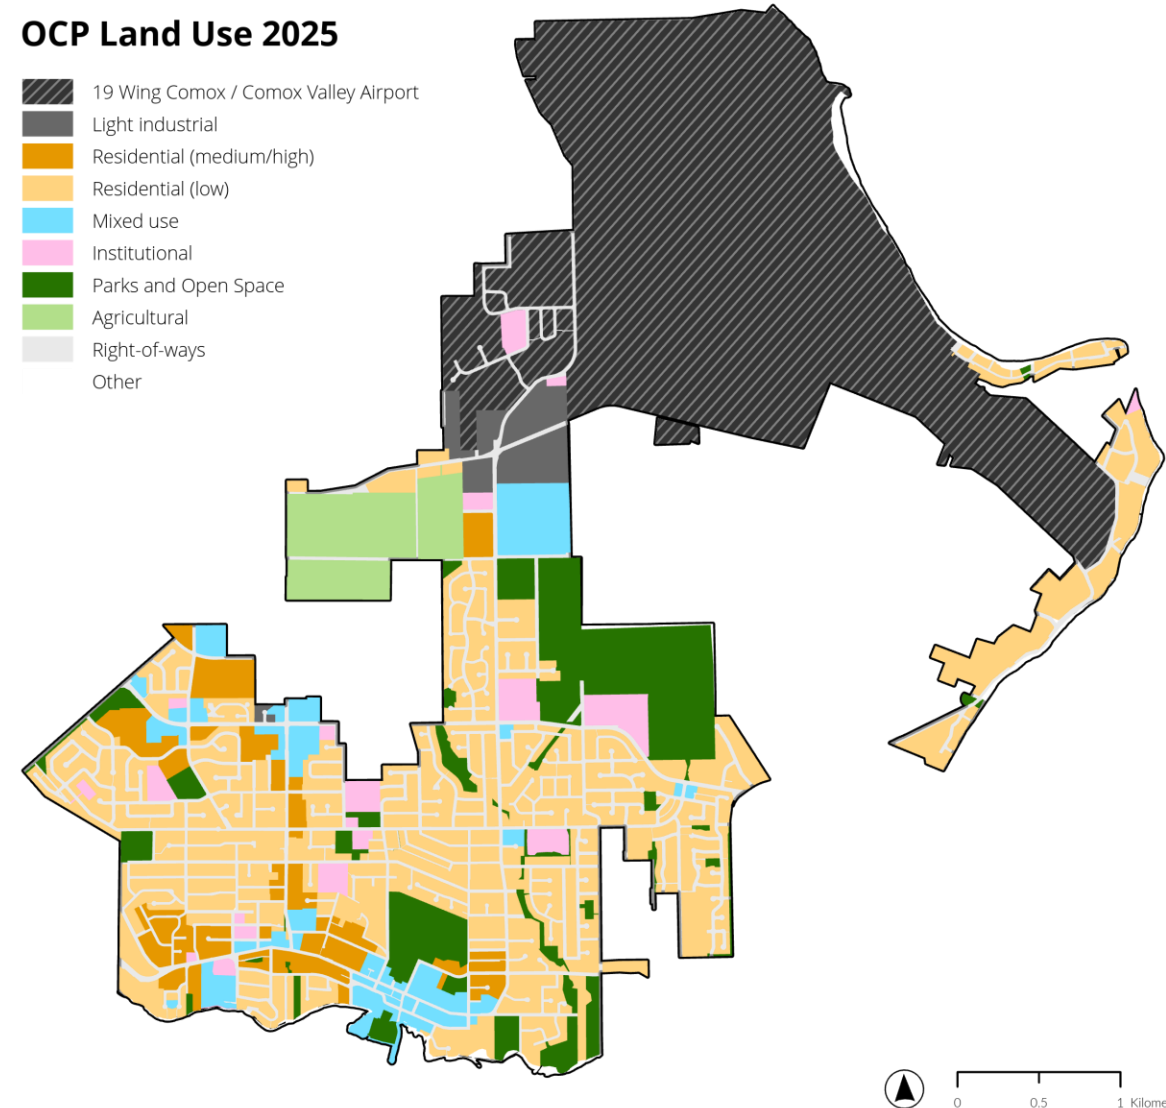 OCP Land Use 2025
19 Wing Comox / Comox Valley Airport
Light industrial
Residential (medium/high)
Residential (low)
Mixed use
Institutional
Parks and Open Space
Agricultural
Right-of-ways
Other
0 0.5 1 Kilome